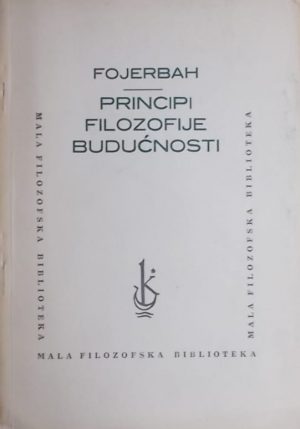 FOJERBAH
PRINCIPI
FILOZOFIJE
BUDUĆNOSTI
MALA FILOZOFSKA BIBLIOTEKA
MALA FILOZOFSKA BIBLIOTEKA
MALA FILOZOFSKA BIBLIOTEKA
k